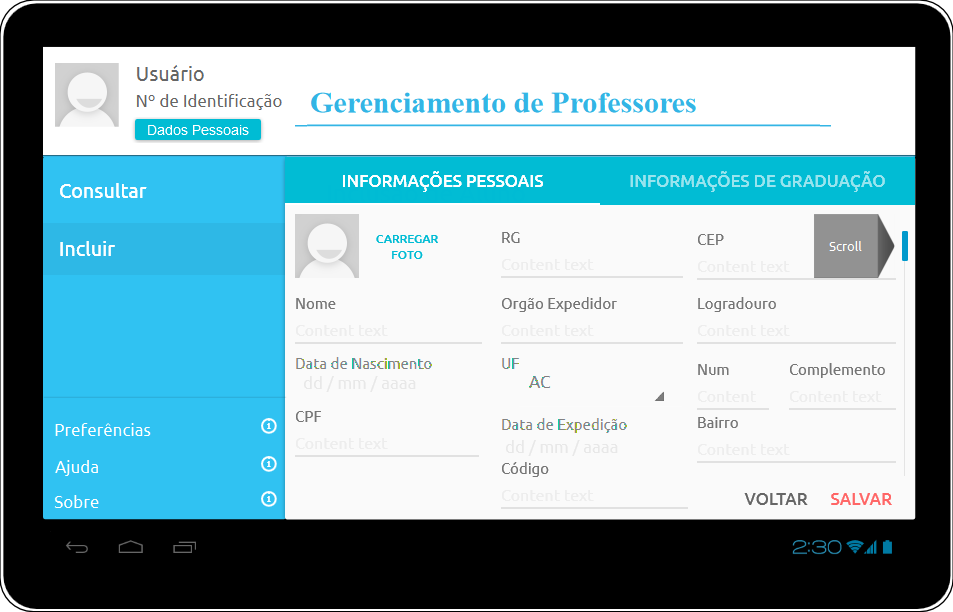 Usuário
Nº de Identificação
Dados Pessoais
Gerenciamento de Professores
Consultar
Incluir
Preferências
Ajuda
Sobre
INFORMAÇÕES PESSOAIS
INFORMAÇÕES DE GRADUAÇÃO
CARREGAR
FOTO
Nome
Content text
Data de Nascimento
dd / mm / aaaa
CPF
Content text
RG
Content text
Orgão Expedidor
Content text
UF
AC
Data de Expedição
dd / mm / aaaa
Código
Content text
CEP
Content text
Scroll
Logradouro
Content text
Num
Content
Complemento
Content text
Bairro
Content text
VOLTAR
SALVAR
2:30